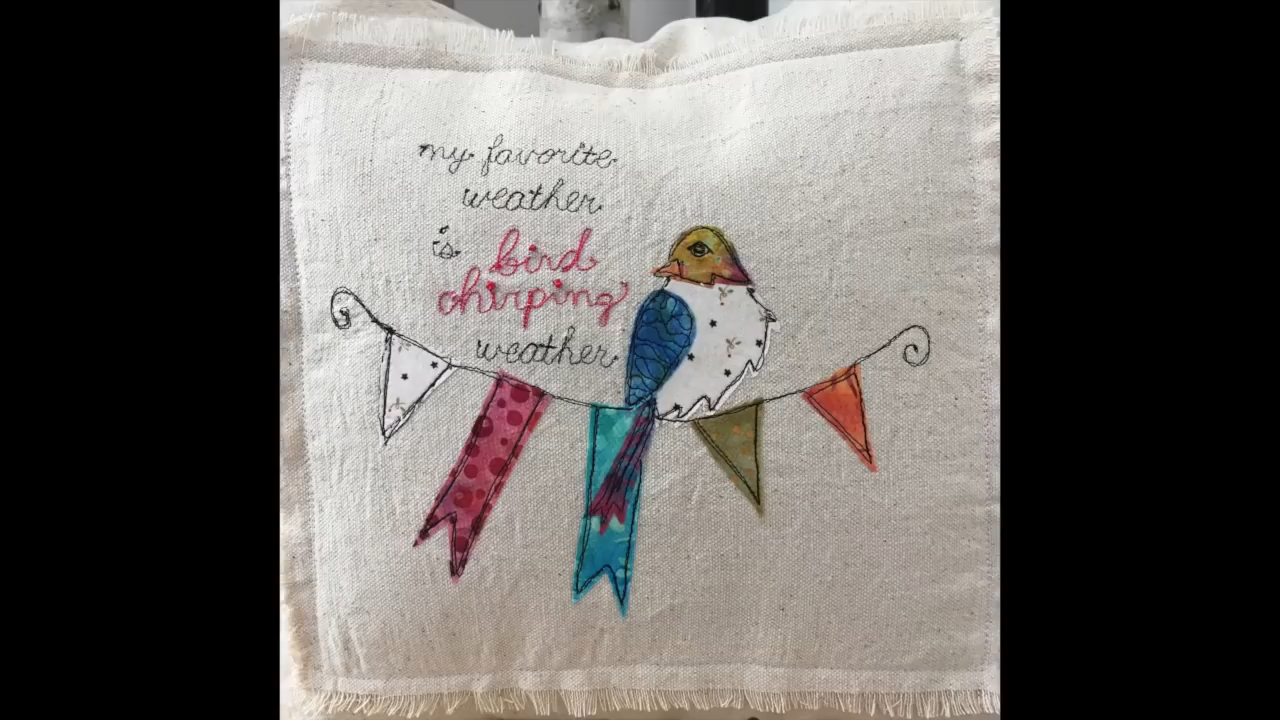 my favorite
weather
is bird
chirping
weather